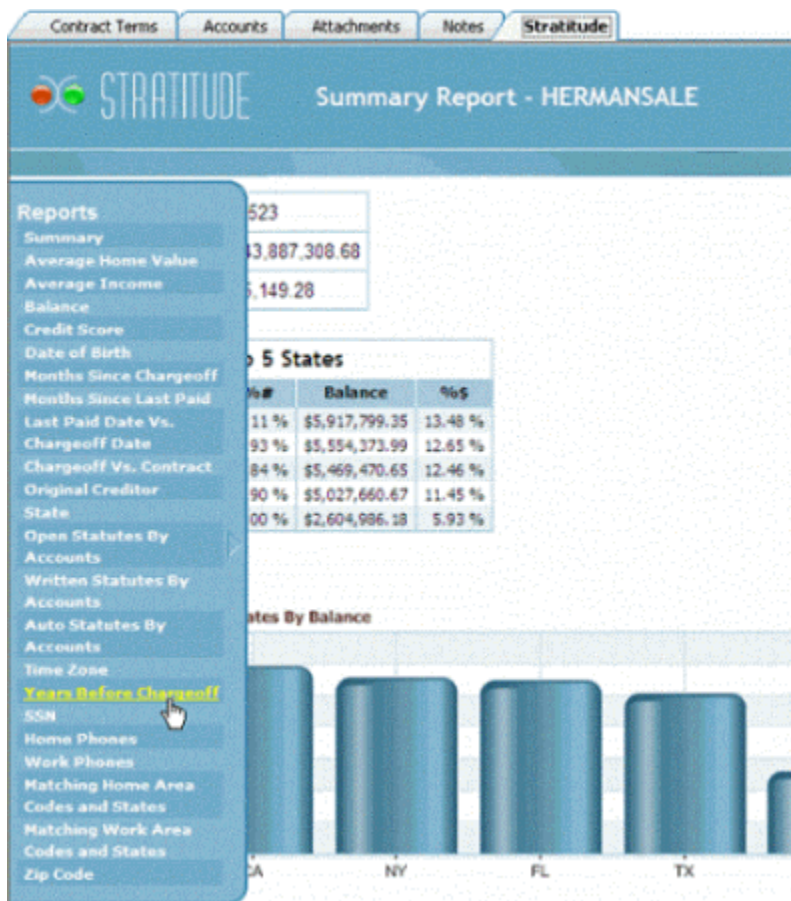 Contract Terms Accounts Attachments Notes Stratitude
STRATITUDE Summary Report - HERMANSALE
Reports
Summary
Average Home Value
Average Income
Balance
Credit Score
Date of Birth
Months Since Chargeoff
Months Since Last Paid
Last Paid Date Vs.
Chargeoff Date
Chargeoff Vs. Contract
Original Creditor
State
Open Statutes By
Accounts
Written Statutes By
Accounts
Auto Statutes By
Accounts
Time Zone
Years Before Chargeoff
SSN
Home Phones
Work Phones
Matching Home Area
Codes and States
Matching Work Area
Codes and States
Zip Code
523
43,887,308.68
,149.28
5 States
%# Balance %$
11 % $5,917,799.35 13.48 %
93 % $5,554,373.99 12.65 %
84 % $5,469,470.65 12.46 %
90 % $5,027,660.67 11.45 %
00 % $2,604,986.18 5.93 %
ates By Balance
CA NY FL TX